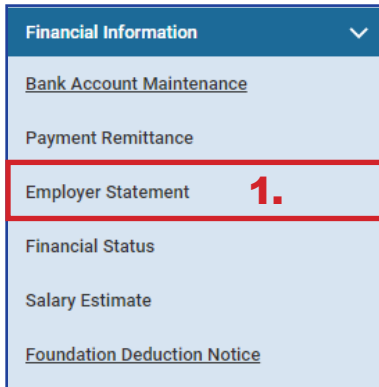 Financial Information
Bank Account Maintenance
Payment Remittance
Employer Statement 1.
Financial Status
Salary Estimate
Foundation Deduction Notice